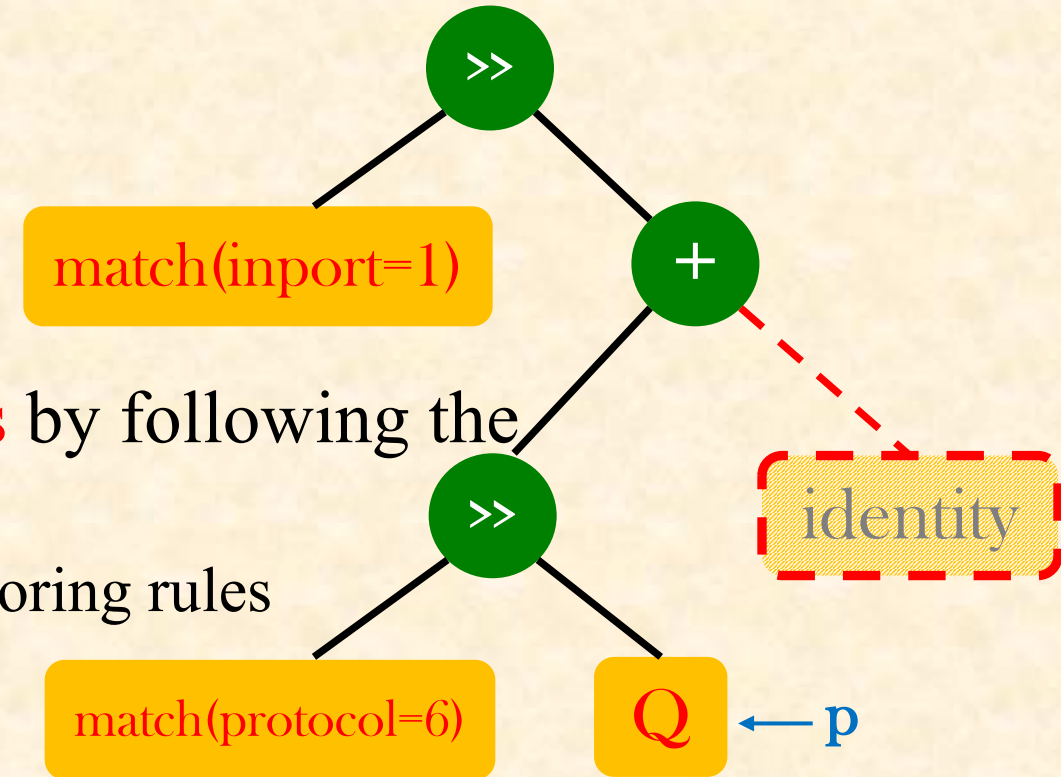 >>
match(inport=1)
+
s by following the
>>
identity
oring rules
match(protocol=6)
Q
p